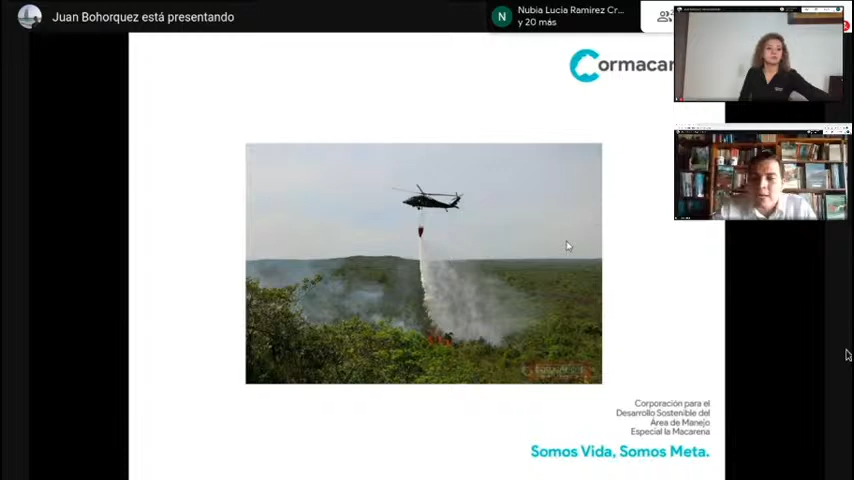 Juan Bohorquez está presentando
N
Nubia Lucia Ramirez Cr...
y 20 más
Cormacar
Corporación para el
Desarrollo Sostenible del
Área de Manejo
Especial la Macarena
Somos Vida, Somos Meta.